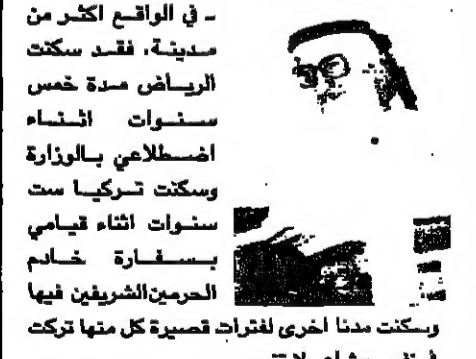 - في الواقع اكثر من
مدينة، فقد سكنت
الرياض مدة خمس
سنوات اثناء
اضطلاعي بالوزارة
وسكنت تركيا ست
سنوات اثناء قيامي
بسفارة خادم
الحرمين الشريفين فيها
وسكنت مدنا اخرى لفترات قصيرة كل منها تركت